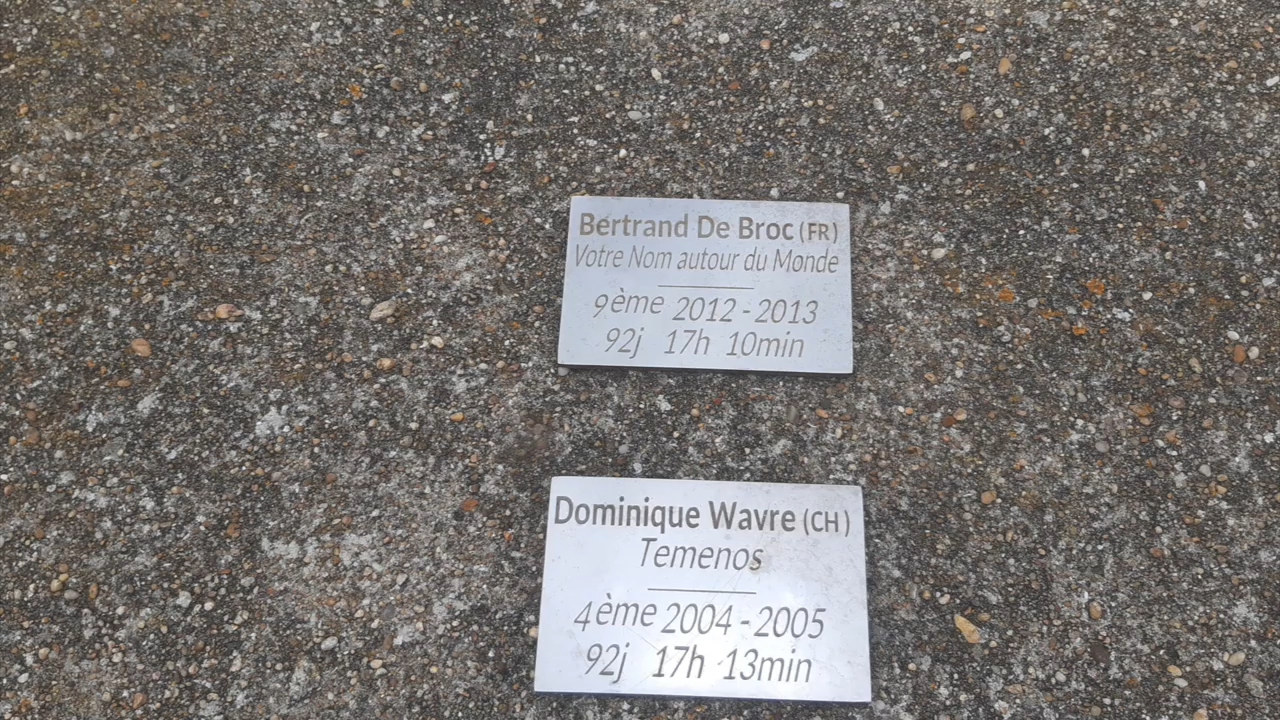 Bertrand De Broc (FR)
Votre Nom autour du Monde
9ème 2012 - 2013
92j 17h 10min
Dominique Wavre (CH)
Temenos
4ème 2004 - 2005
92j 17h 13min